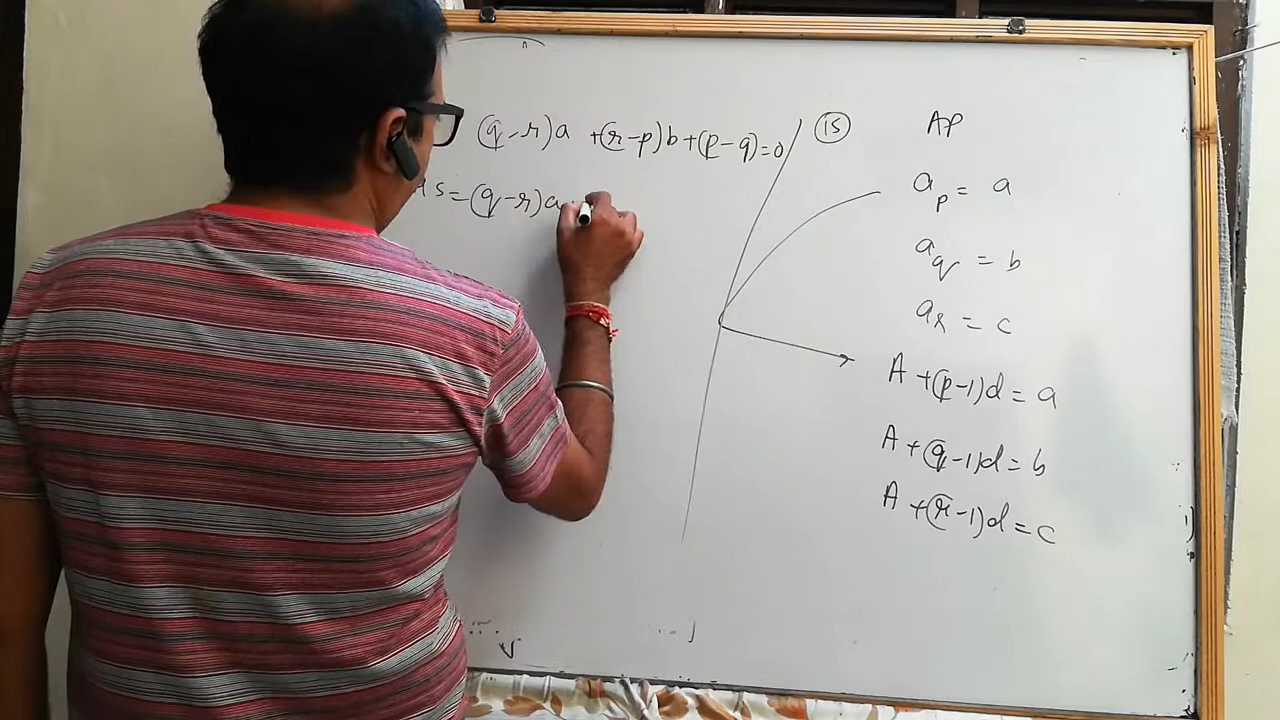 (q-r)a +(r-p)b+(p-q)=0
S=(q-r)a
(15) AP
a_p = a
a_q = b
a_r = c
A+(p-1)d = a
A+(q-1)d = b
A+(r-1)d = c